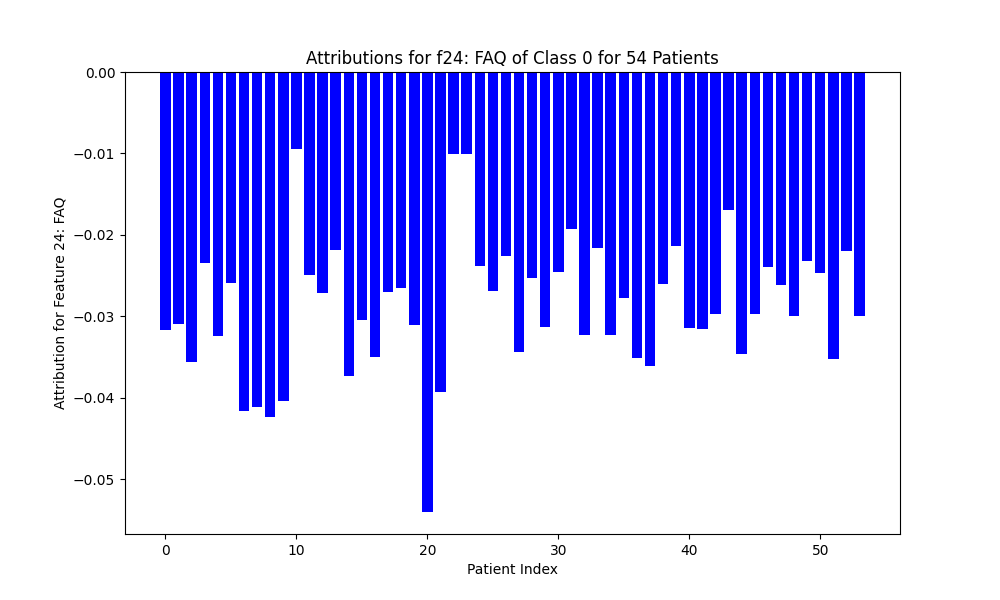 Attributions for f24: FAQ of Class 0 for 54 Patients
0.00
−0.01
−0.02
−0.03
−0.04
−0.05
Attribution for Feature 24: FAQ
0 10 20 30 40 50
Patient Index